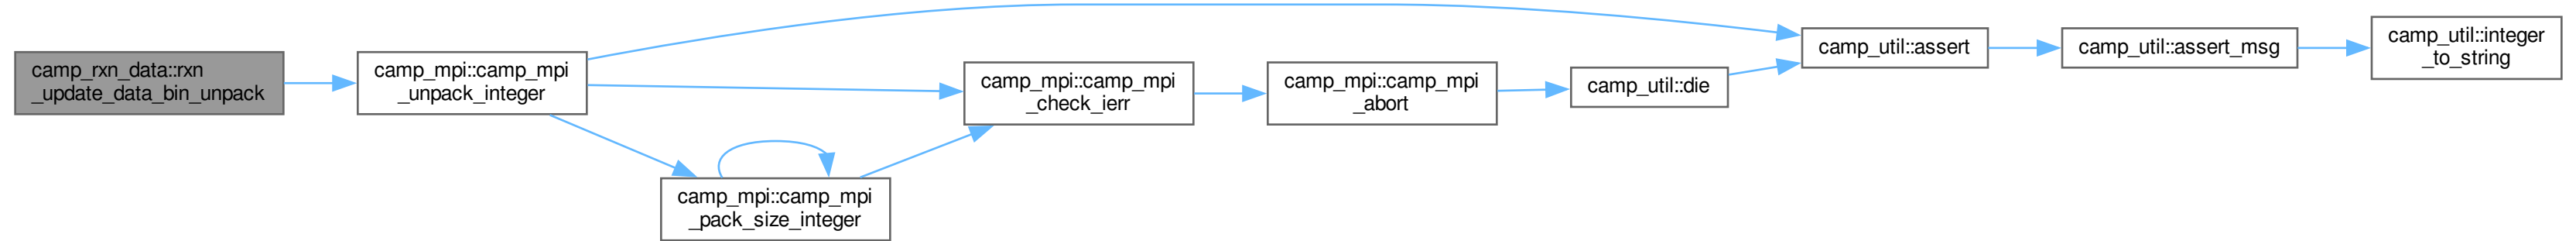 camp_rxn_data::rxn
_update_data_bin_unpack
camp_mpi::camp_mpi
_unpack_integer
camp_mpi::camp_mpi
_pack_size_integer
camp_mpi::camp_mpi
_check_ierr
camp_mpi::camp_mpi
_abort
camp_util::die
camp_util::assert
camp_util::assert_msg
camp_util::integer
_to_string